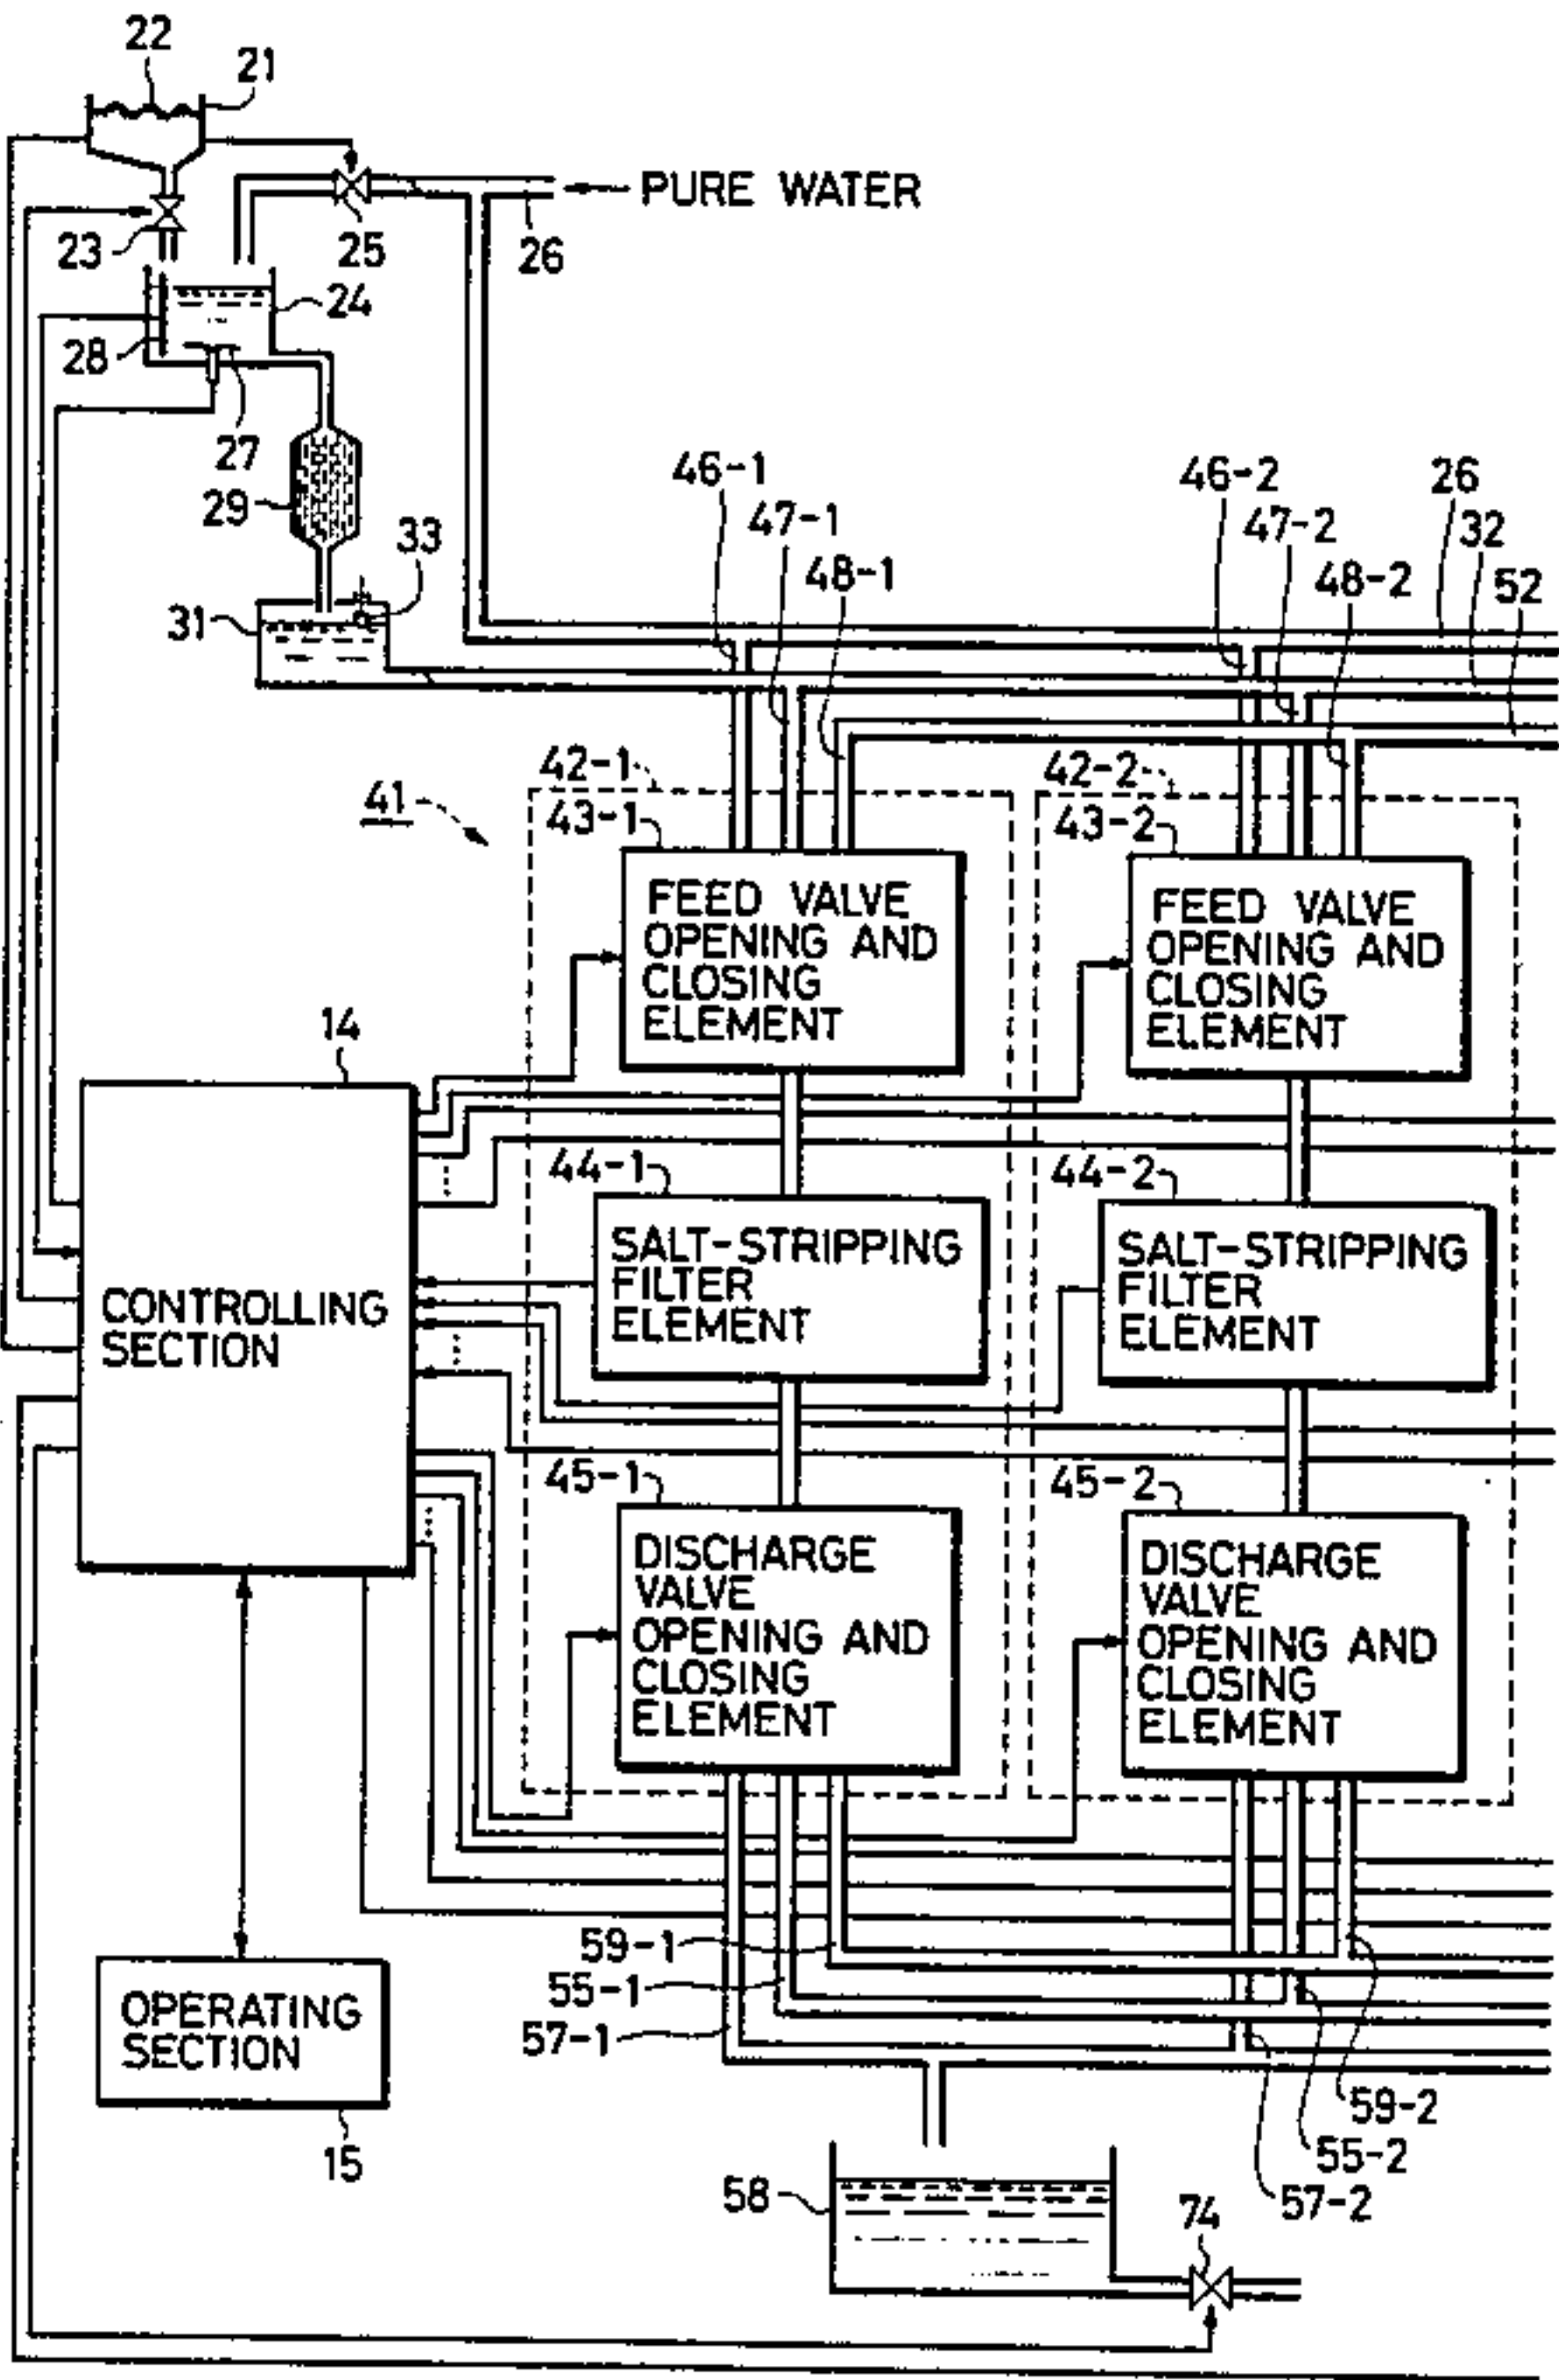 22
21
PURE WATER
23
25
26
24
28
27
29
33
31
46-1
47-1
48-1
46-2
47-2
48-2
26
32
52
41
42-1
43-1
42-2
43-2
FEED VALVE
OPENING AND
CLOSING
ELEMENT
FEED VALVE
OPENING AND
CLOSING
ELEMENT
14
CONTROLLING
SECTION
44-1
SALT-STRIPPING
FILTER
ELEMENT
44-2
SALT-STRIPPING
FILTER
ELEMENT
45-1
DISCHARGE
VALVE
OPENING AND
CLOSING
ELEMENT
45-2
DISCHARGE
VALVE
OPENING AND
CLOSING
ELEMENT
OPERATING
SECTION
15
59-1
55-1
57-1
59-2
55-2
57-2
58
74